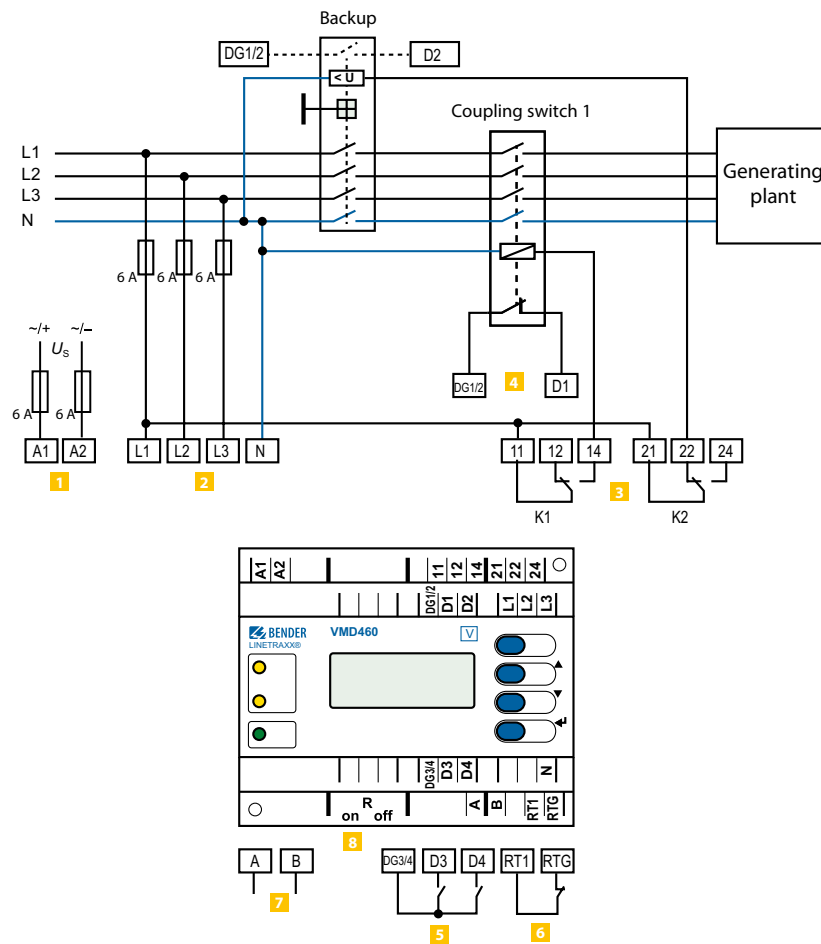 Backup
DG1/2
D2
< U
Coupling switch 1
L1
L2
L3
N
Generating
plant
6 A
6 A
6 A
~/+
~/–
US
6 A
6 A
DG1/2
4
D1
A1
A2
L1
L2
L3
N
11
12
14
21
22
24
1
2
3
K1
K2
A1
A2
11
12
14
21
22
24
DG1/2
D1
D2
L1
L2
L3
BENDER
LINETRAXX®
VMD460
V
DG3/4
D3
D4
N
R
on off
A
B
RT1
RTG
8
A
B
DG3/4
D3
D4
RT1
RTG
7
5
6